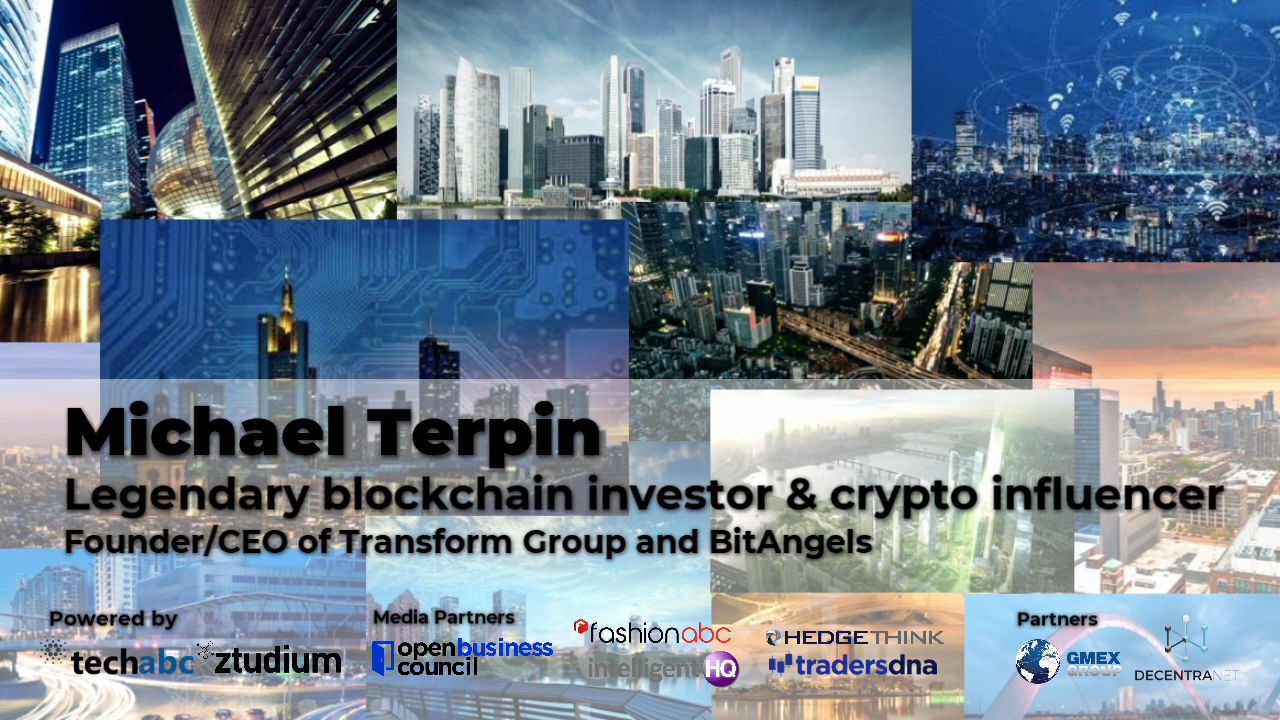 Michael Terpin
Legendary blockchain investor & crypto influencer
Founder/CEO of Transform Group and BitAngels
Powered by
techabc
ztudium
Media Partners
openbusiness
council
fashionabc
intelligentHQ
HEDGETHINK
tradersdna
Partners
GMEX
GROUP
DECENTRANET